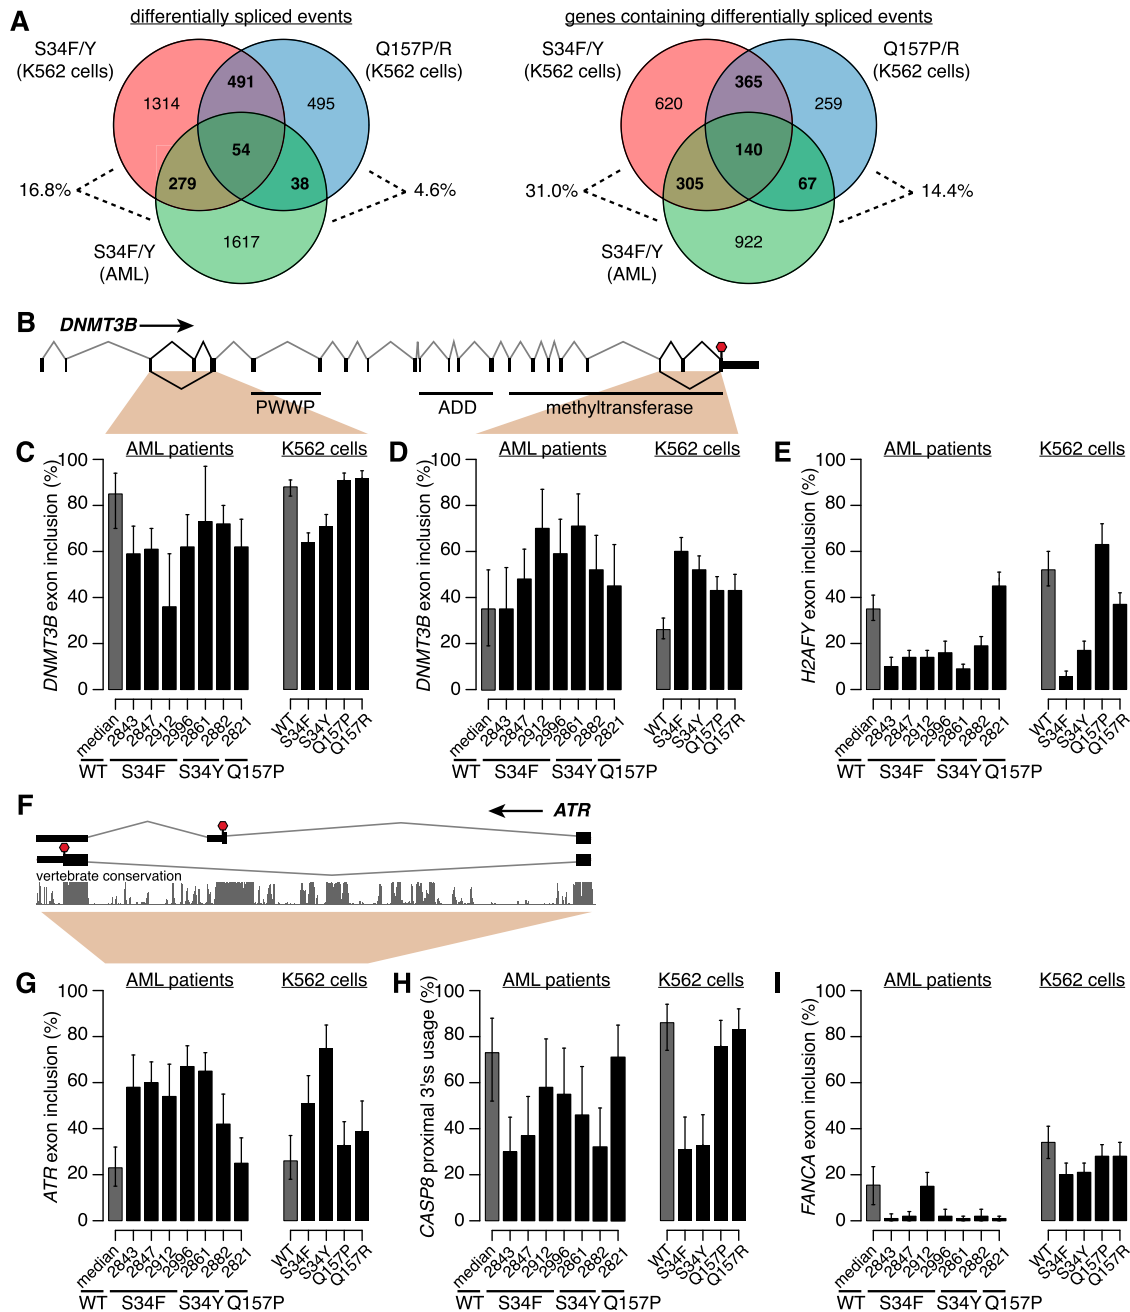 A
differentially spliced events
genes containing differentially spliced events
S34F/Y
(K562 cells)
Q157P/R
(K562 cells)
1314
491
495
54
279
38
1617
16.8%
4.6%
S34F/Y
(AML)
S34F/Y
(K562 cells)
Q157P/R
(K562 cells)
620
365
259
140
305
67
922
31.0%
14.4%
S34F/Y
(AML)
B
DNMT3B
PWWP
ADD
methyltransferase
C
AML patients
K562 cells
DNMT3B exon inclusion (%)
100
80
60
40
20
0
median
2843
2847
2912
2996
2861
2882
2821
WT
S34F
S34Y
Q157P
WT
S34F
S34Y
Q157P
Q157R
D
AML patients
K562 cells
DNMT3B exon inclusion (%)
100
80
60
40
20
0
median
2843
2847
2912
2996
2861
2882
2821
WT
S34F
S34Y
Q157P
WT
S34F
S34Y
Q157P
Q157R
E
AML patients
K562 cells
H2AFY exon inclusion (%)
100
80
60
40
20
0
median
2843
2847
2912
2996
2861
2882
2821
WT
S34F
S34Y
Q157P
WT
S34F
S34Y
Q157P
Q157R
F
ATR
vertebrate conservation
G
AML patients
K562 cells
ATR exon inclusion (%)
100
80
60
40
20
0
median
2843
2847
2912
2996
2861
2882
2821
WT
S34F
S34Y
Q157P
WT
S34F
S34Y
Q157P
Q157R
H
AML patients
K562 cells
CASP8 proximal 3'ss usage (%)
100
80
60
40
20
0
median
2843
2847
2912
2996
2861
2882
2821
WT
S34F
S34Y
Q157P
WT
S34F
S34Y
Q157P
Q157R
I
AML patients
K562 cells
FANCA exon inclusion (%)
100
80
60
40
20
0
median
2843
2847
2912
2996
2861
2882
2821
WT
S34F
S34Y
Q157P
WT
S34F
S34Y
Q157P
Q157R